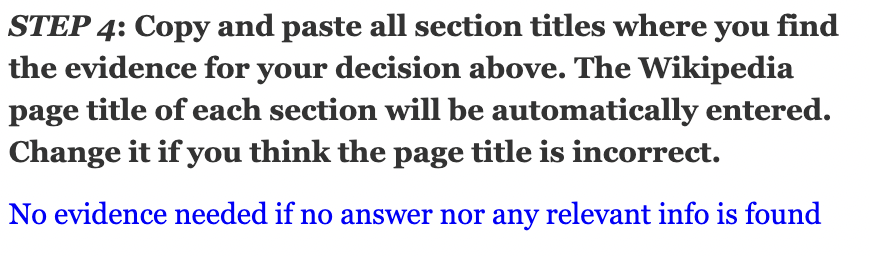 STEP 4: Copy and paste all section titles where you find
the evidence for your decision above. The Wikipedia
page title of each section will be automatically entered.
Change it if you think the page title is incorrect.
No evidence needed if no answer nor any relevant info is found